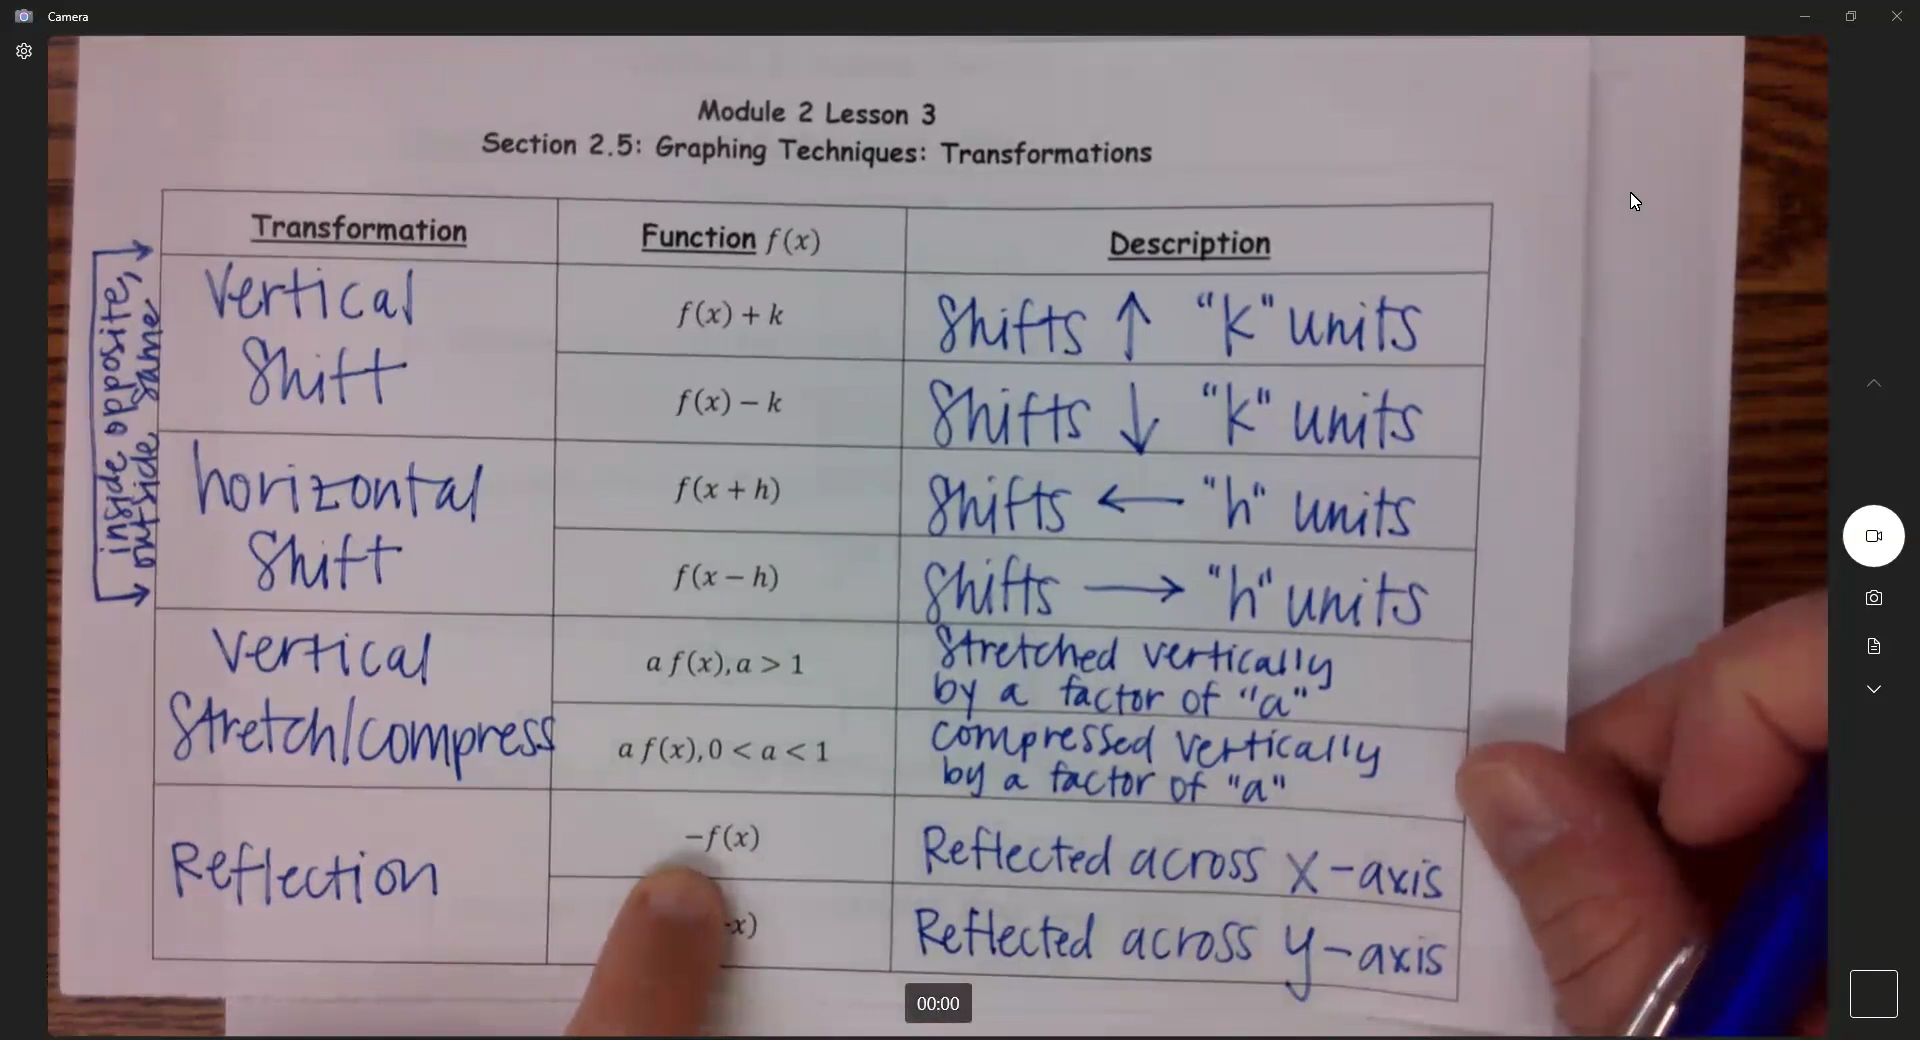 Camera
Module 2 Lesson 3
Section 2.5: Graphing Techniques: Transformations
Transformation
Function f(x)
Description
inside opposite,
outside same
Vertical
Shift
f(x) + k
Shifts ↑ "k" units
f(x) − k
Shifts ↓ "k" units
horizontal
Shift
f(x + h)
Shifts ← "h" units
f(x − h)
Shifts → "h" units
Vertical
Stretch/compress
a f(x), a > 1
Stretched vertically
by a factor of "a"
a f(x), 0 < a < 1
compressed vertically
by a factor of "a"
Reflection
−f(x)
Reflected across x-axis
x)
Reflected across y-axis
00:00